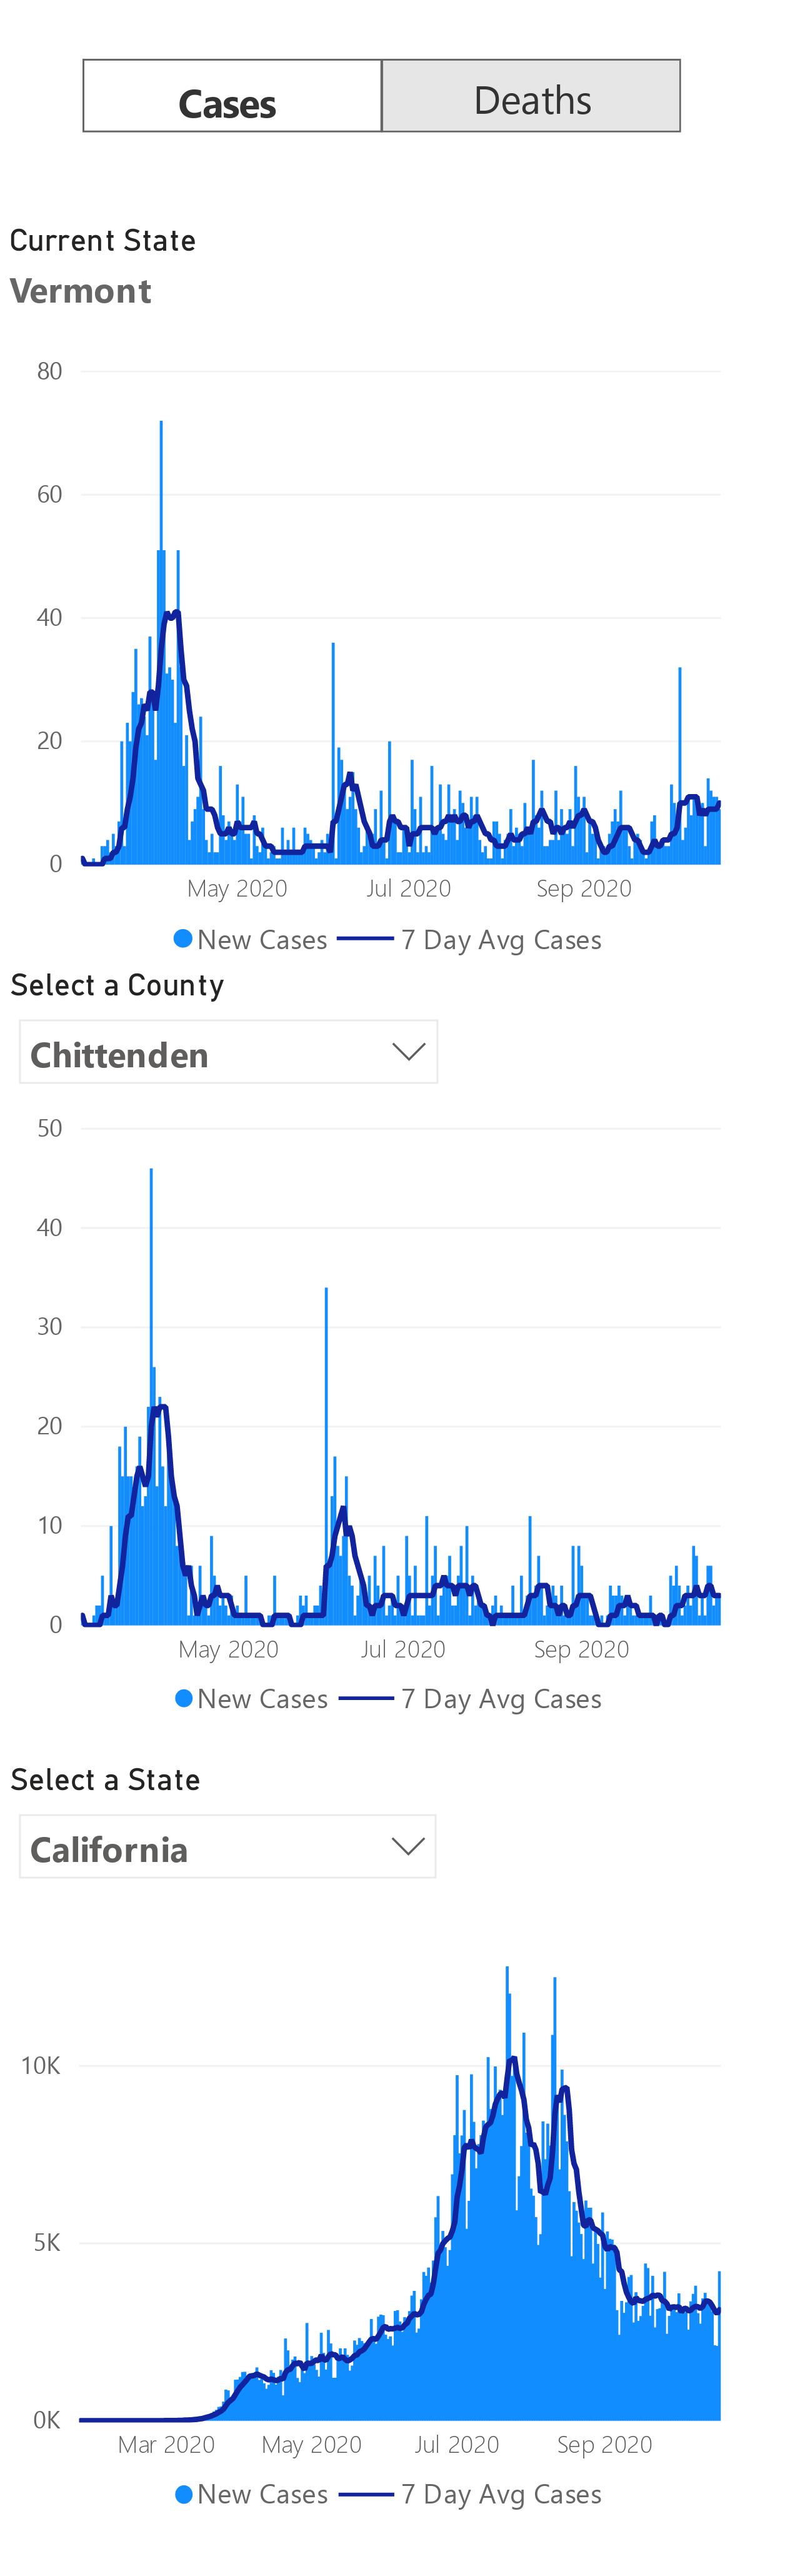 Cases Deaths
Current State
Vermont
80
60
40
20
0
May 2020 Jul 2020 Sep 2020
New Cases 7 Day Avg Cases
Select a County
Chittenden
50
40
30
20
10
0
May 2020 Jul 2020 Sep 2020
New Cases 7 Day Avg Cases
Select a State
California
10K
5K
0K
Mar 2020 May 2020 Jul 2020 Sep 2020
New Cases 7 Day Avg Cases